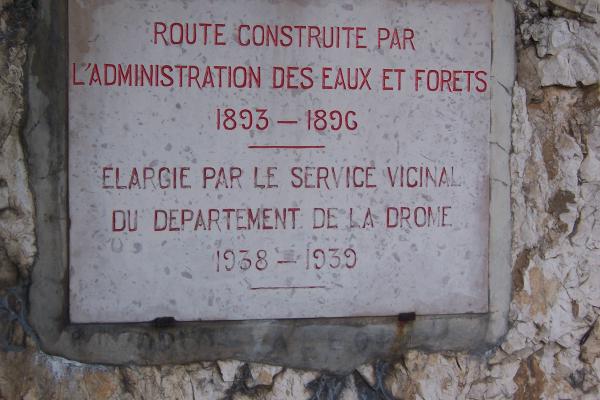 ROUTE CONSTRUITE PAR
L'ADMINISTRATION DES EAUX ET FORETS
1893 – 1896
ELARGIE PAR LE SERVICE VICINAL
DU DEPARTEMENT DE LA DROME
1938 – 1939